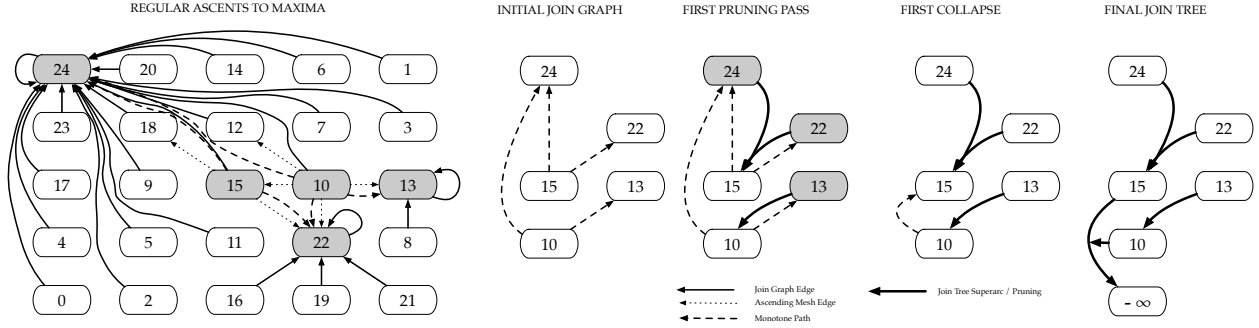 REGULAR ASCENTS TO MAXIMA
24 20 14 6 1
23 18 12 7 3
17 9 15 10 13
4 5 11 22 8
0 2 16 19 21
INITIAL JOIN GRAPH
24
22
15 13
10
FIRST PRUNING PASS
24
22
15 13
10
FIRST COLLAPSE
24
22
15 13
10
FINAL JOIN TREE
24
22
15 13
10
- ∞
Join Graph Edge
Ascending Mesh Edge
Monotone Path
Join Tree Superarc / Pruning